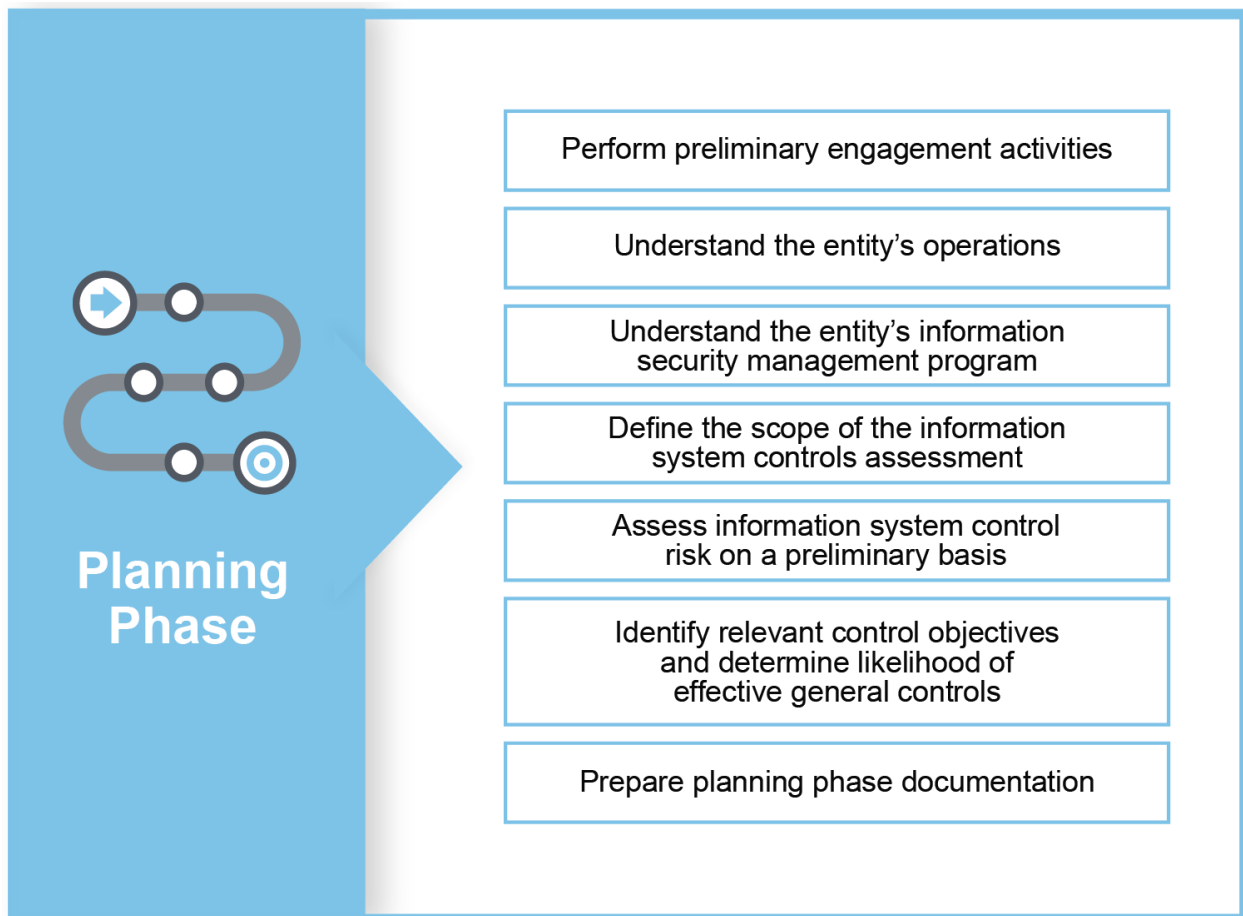 Planning
Phase
Perform preliminary engagement activities
Understand the entity’s operations
Understand the entity’s information
security management program
Define the scope of the information
system controls assessment
Assess information system control
risk on a preliminary basis
Identify relevant control objectives
and determine likelihood of
effective general controls
Prepare planning phase documentation